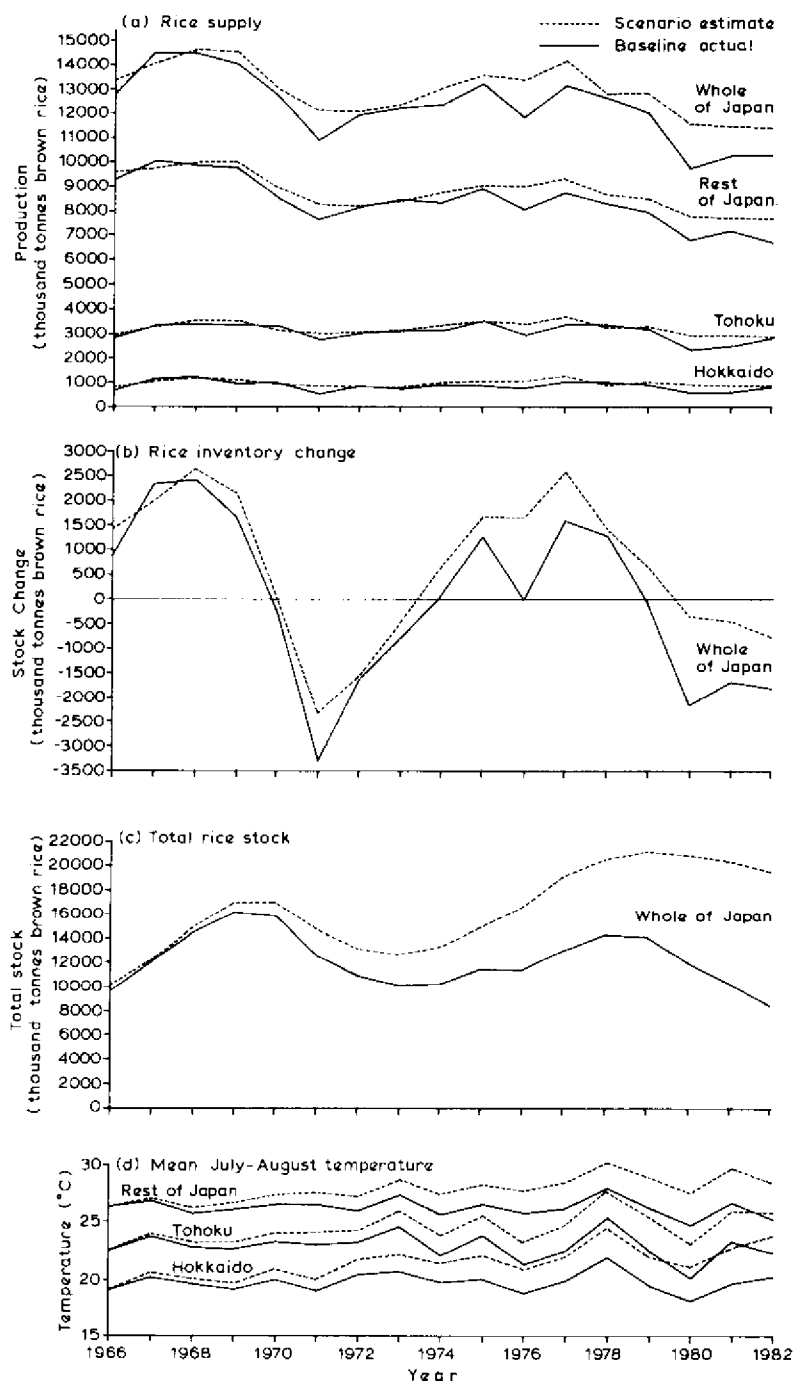 (a) Rice supply
Scenario estimate
Baseline actual
15000
14000
13000
12000
11000
10000
9000
8000
7000
6000
5000
4000
3000
2000
1000
0
Production
(thousand tonnes brown rice)
Whole
of Japan
Rest
of Japan
Tohoku
Hokkaido
(b) Rice inventory change
3000
2500
2000
1500
1000
500
0
-500
-1000
-1500
-2000
-2500
-3000
-3500
Stock Change
(thousand tonnes brown rice)
Whole
of Japan
(c) Total rice stock
22000
20000
18000
16000
14000
12000
10000
8000
6000
4000
2000
0
Total stock
(thousand tonnes brown rice)
Whole of Japan
(d) Mean July-August temperature
30
25
20
15
Temperature (°C)
Rest of Japan
Tohoku
Hokkaido
1966 1968 1970 1972 1974 1976 1978 1980 1982
Year